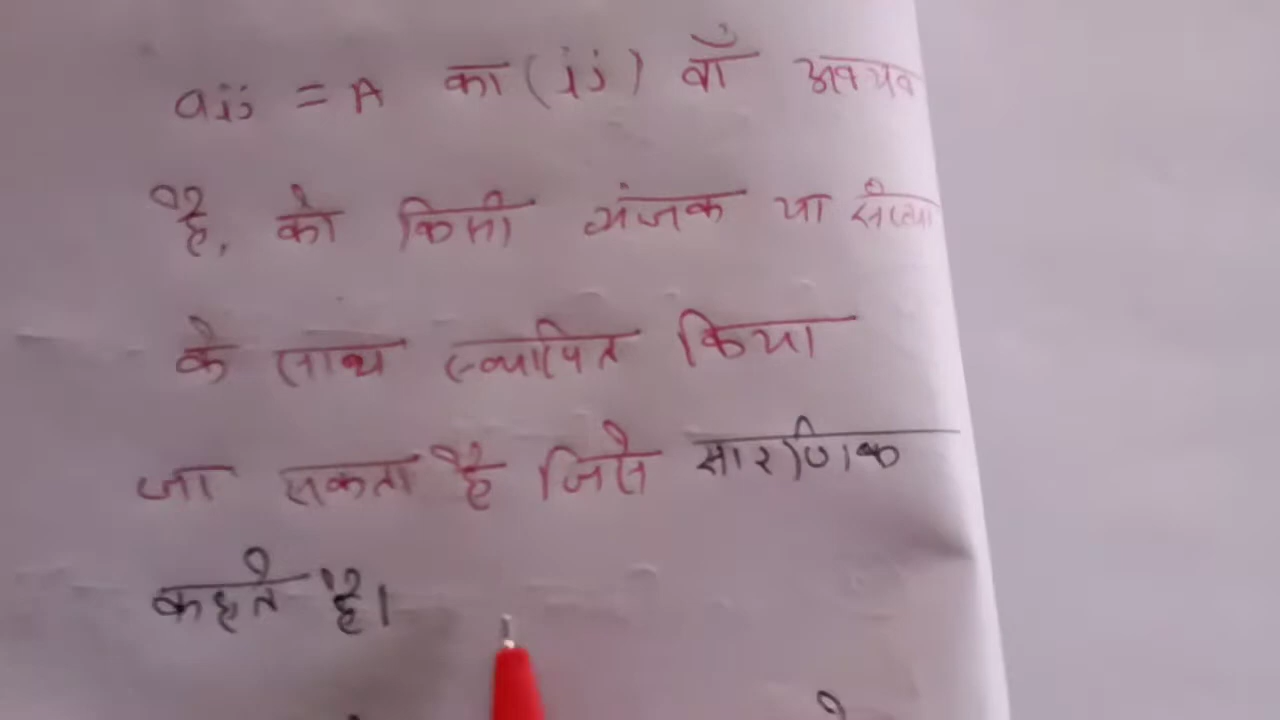 aij = A का (ij) वाँ अवयव
है, को किसी व्यंजक या संख्या
के साथ स्थापित किया
जा सकता है जिसे सारणिक
कहते है।